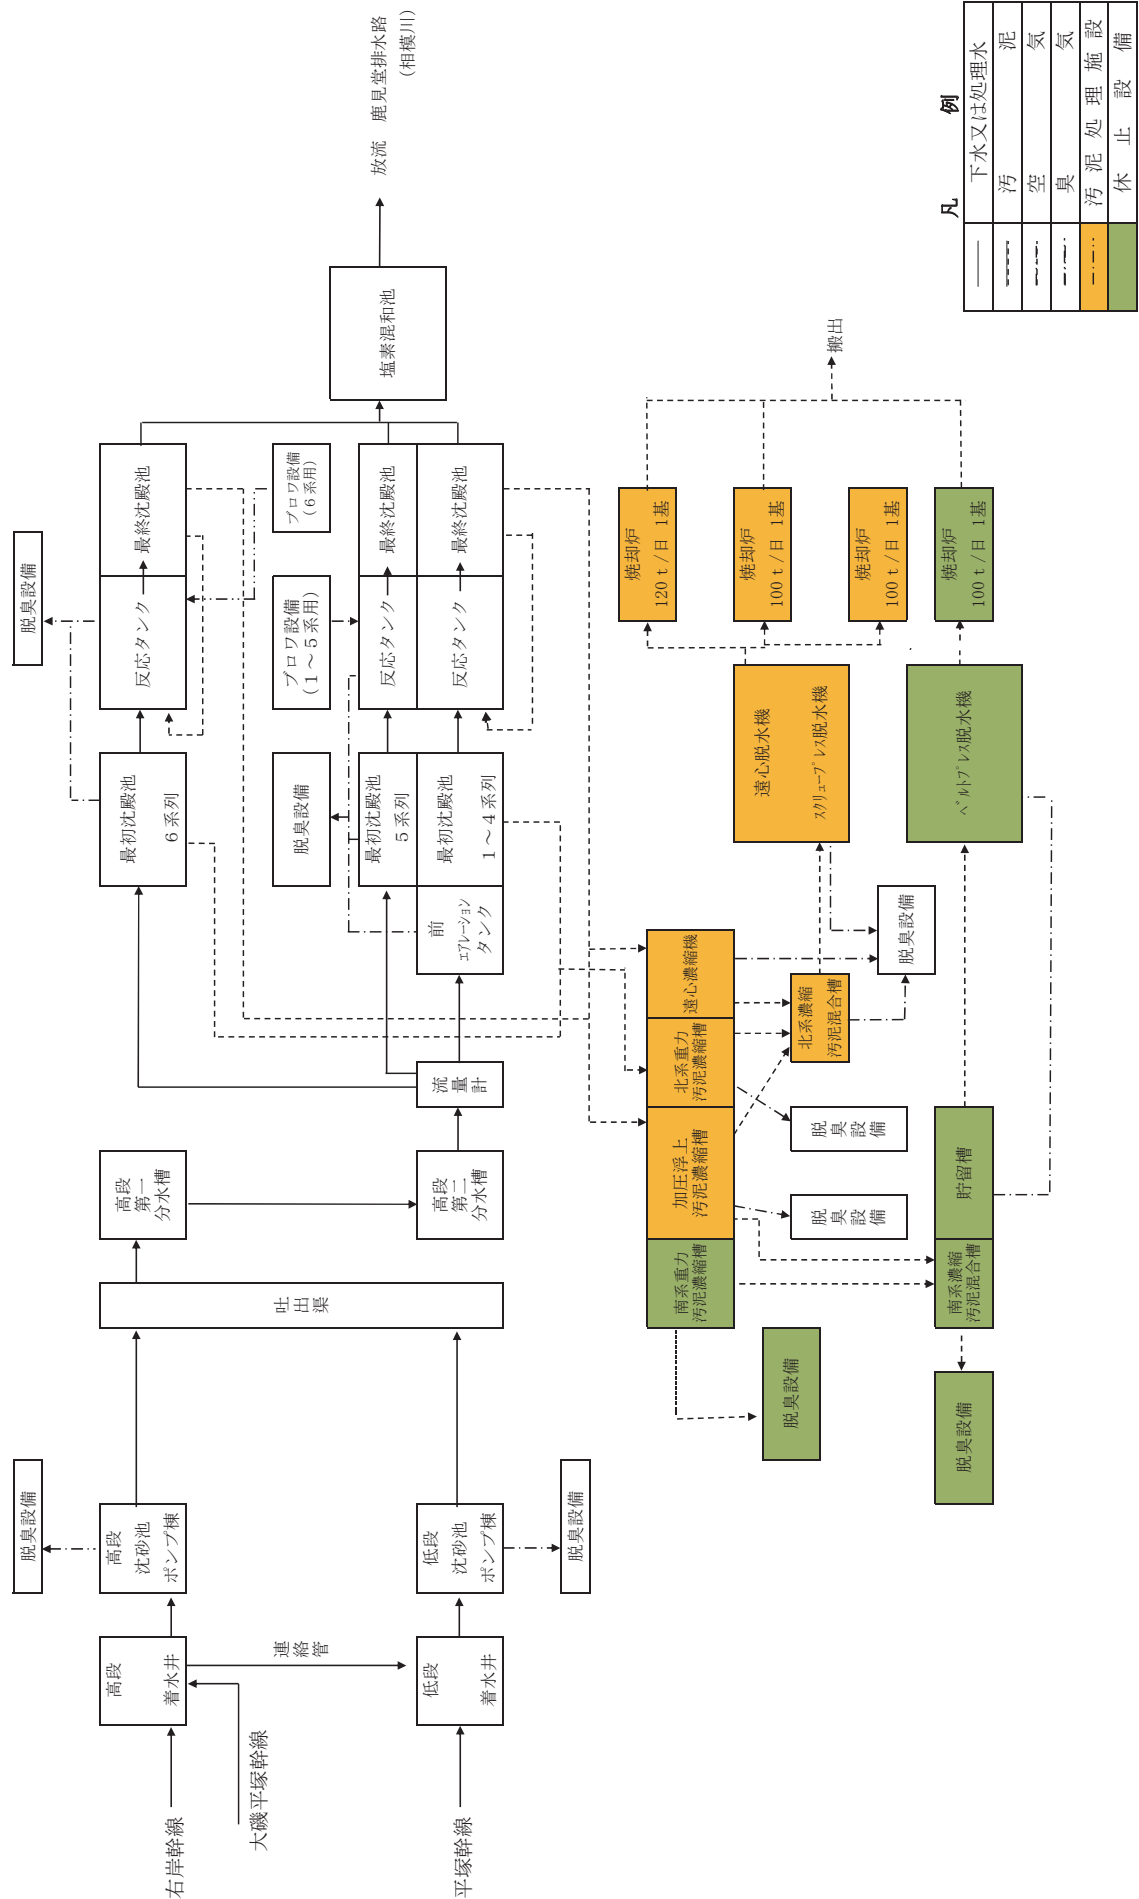 右岸幹線
大磯平塚幹線
平塚幹線
高段
着水井
連
絡
管
低段
着水井
脱臭設備
高段
沈砂池
ポンプ棟
低段
沈砂池
ポンプ棟
脱臭設備
吐
出
渠
高段
第一
分水槽
高段
第二
分水槽
流
量
計
前
エアレーション
タンク
最初沈殿池
6系列
脱臭設備
最初沈殿池
5系列
最初沈殿池
1～4系列
脱臭設備
反応タンク
最終沈殿池
ブロワ設備
(1～5系用)
ブロワ設備
(6系用)
反応タンク
最終沈殿池
反応タンク
最終沈殿池
塩素混和池
放流 鹿見堂排水路
(相模川)
南系重力
汚泥濃縮槽
加圧浮上
汚泥濃縮槽
北系重力
汚泥濃縮槽
遠心濃縮機
脱臭設備
脱
臭
設
備
脱
臭
設
備
北系濃縮
汚泥混合槽
脱臭設備
脱臭設備
南系濃縮
汚泥混合槽
貯留槽
遠心脱水機
スクリュープレス脱水機
ベルトプレス脱水機
焼却炉
120t/日 1基
焼却炉
100t/日 1基
焼却炉
100t/日 1基
焼却炉
100t/日 1基
搬出
凡 例
下水又は処理水
汚 泥
空 気
臭 気
汚泥処理施設
休止設備